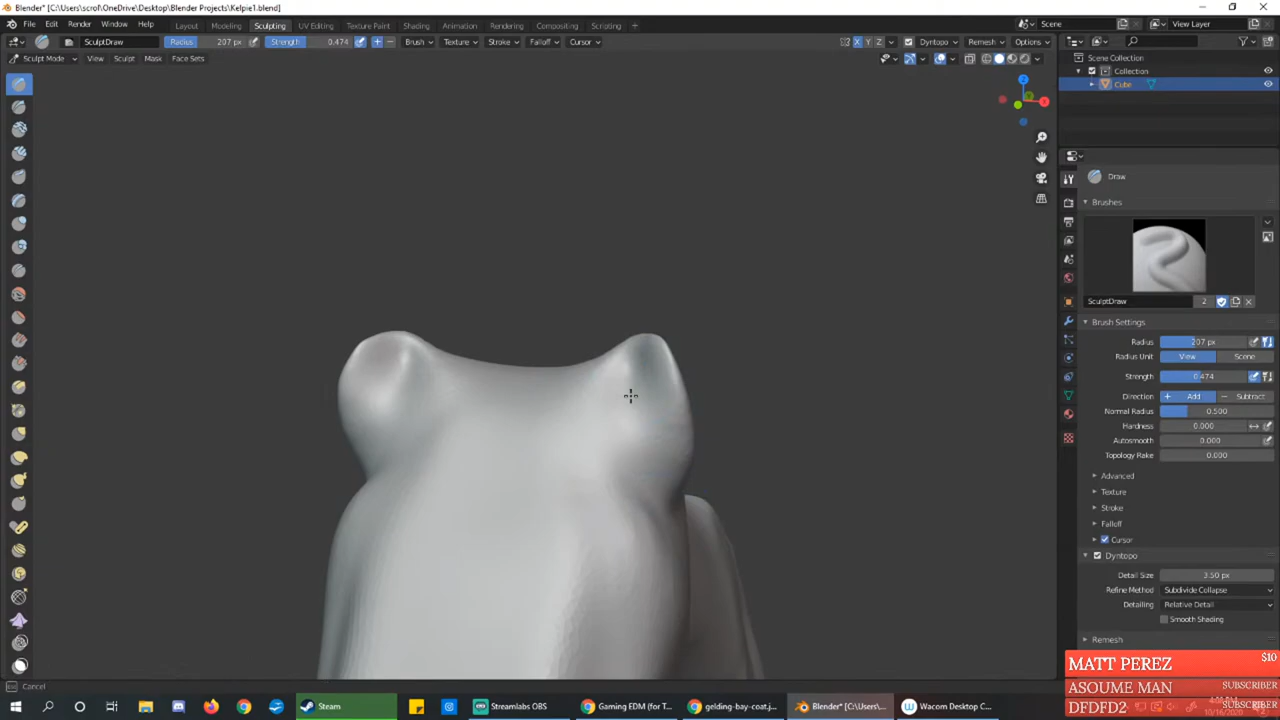 Blender* [C:\Users\scrof\OneDrive\Desktop\Blender Projects\Kelpie1.blend]
File Edit Render Window Help Layout Modeling Sculpting UV Editing Texture Paint Shading Animation Rendering Compositing Scripting + Scene View Layer
SculptDraw Radius 207 px Strength 0.474 Brush Texture Stroke Falloff Cursor X Y Z Dyntopo Remesh Options
Sculpt Mode View Sculpt Mask Face Sets
Scene Collection
Collection
Cube
Draw
Brushes
SculptDraw 2
Brush Settings
Radius 207 px
Radius Unit View Scene
Strength 0.474
Direction + Add − Subtract
Normal Radius 0.500
Hardness 0.000
Autosmooth 0.000
Topology Rake 0.000
Advanced
Texture
Stroke
Falloff
Cursor
Dyntopo
Detail Size 3.50 px
Refine Method Subdivide Collapse
Detailing Relative Detail
Smooth Shading
Remesh
Cancel
MATT PEREZ $10
ASOUME MAN SUBSCRIBER
DFDFD2 SUBSCRIBER
Steam Streamlabs OBS Gaming EDM (for T... gelding-bay-coat.j... Blender* [C:\Users\... Wacom Desktop C...
10/16/2020